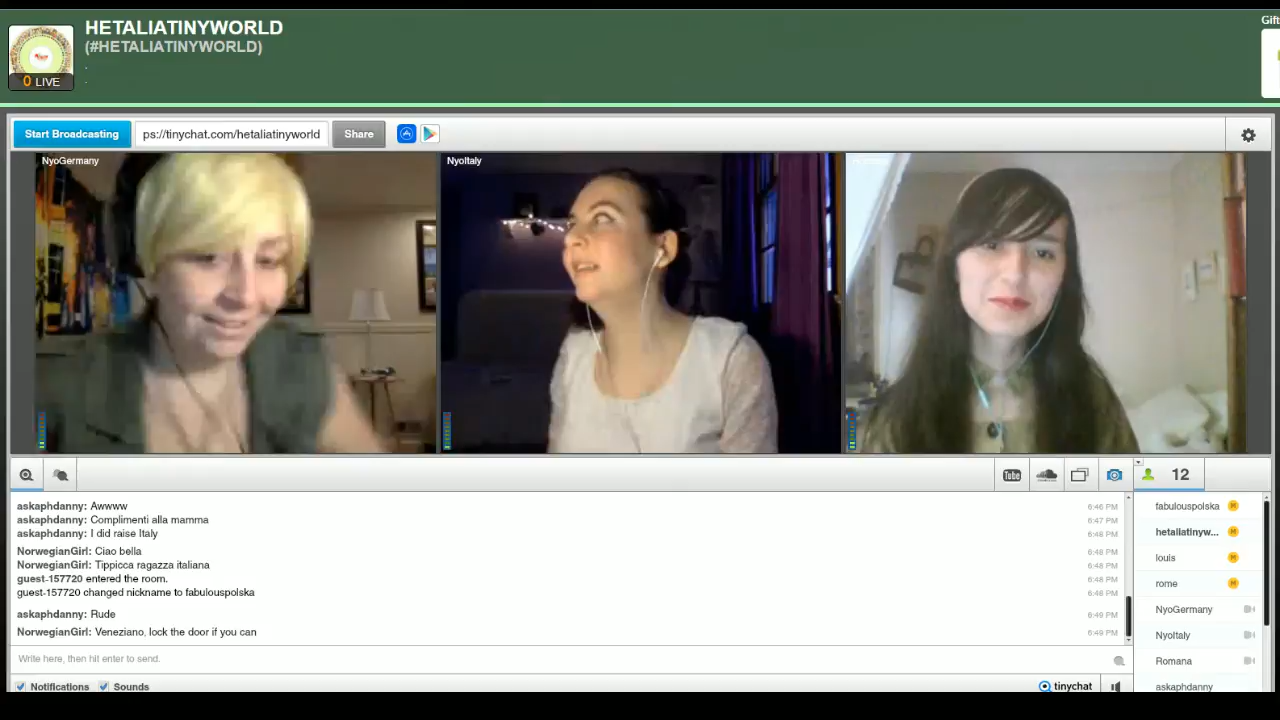 HETALIATINYWORLD
(#HETALIATINYWORLD)
Gift
0 LIVE
Start Broadcasting
ps://tinychat.com/hetaliatinyworld
Share
NyoGermany
NyoItaly
You
Tube
12
askaphdanny: Awwww 6:46 PM
askaphdanny: Complimenti alla mamma 6:47 PM
askaphdanny: I did raise Italy 6:48 PM
NorwegianGirl: Ciao bella 6:48 PM
NorwegianGirl: Tippicca ragazza italiana 6:48 PM
guest-157720 entered the room. 6:48 PM
guest-157720 changed nickname to fabulouspolska 6:48 PM
askaphdanny: Rude 6:49 PM
NorwegianGirl: Veneziano, lock the door if you can 6:49 PM
Write here, then hit enter to send.
Notifications
Sounds
tinychat
fabulouspolska M
hetaliatinyw... M
louis M
rome M
NyoGermany
NyoItaly
Romana
askaphdanny